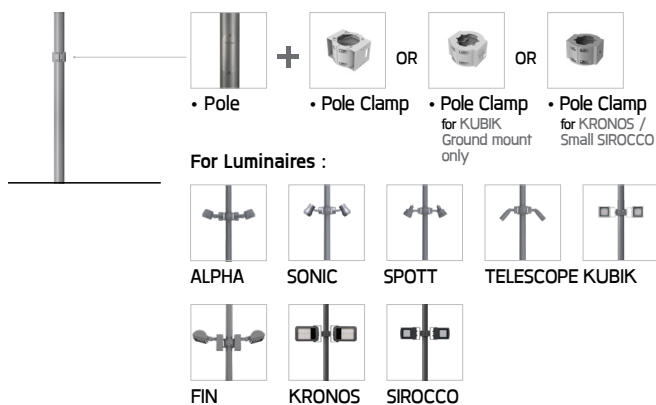 OR
OR
• Pole
• Pole Clamp
• Pole Clamp
for KUBIK
Ground mount
only
• Pole Clamp
for KRONOS /
Small SIROCCO
For Luminaires :
ALPHA
SONIC
SPOTT
TELESCOPE
KUBIK
FIN
KRONOS
SIROCCO